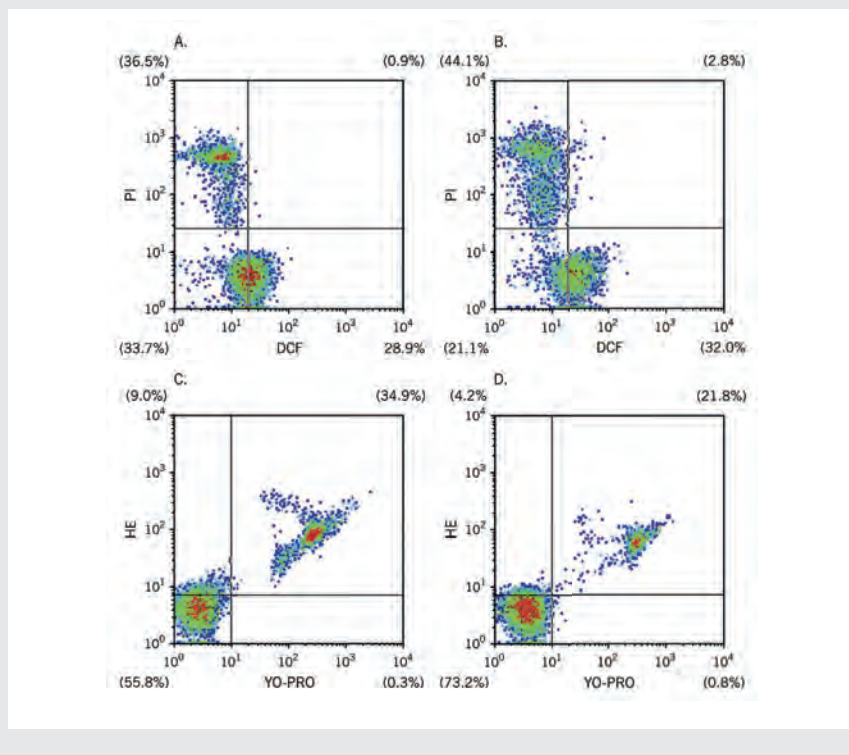 A.
(36.5%) (0.9%)
10⁴
10³
PI
10²
10¹
10⁰
10⁰ 10¹ 10² 10³ 10⁴
(33.7%) DCF 28.9%
B.
(44.1%) (2.8%)
10⁴
10³
PI
10²
10¹
10⁰
10⁰ 10¹ 10² 10³ 10⁴
(21.1% DCF (32.0%
C.
(9.0%) (34.9%)
10⁴
10³
HE
10²
10¹
10⁰
10⁰ 10¹ 10² 10³ 10⁴
(55.8%) YO-PRO (0.3%)
D.
(4.2% (21.8%)
10⁴
10³
HE
10²
10¹
10⁰
10⁰ 10¹ 10² 10³ 10⁴
(73.2%) YO-PRO (0.8%)